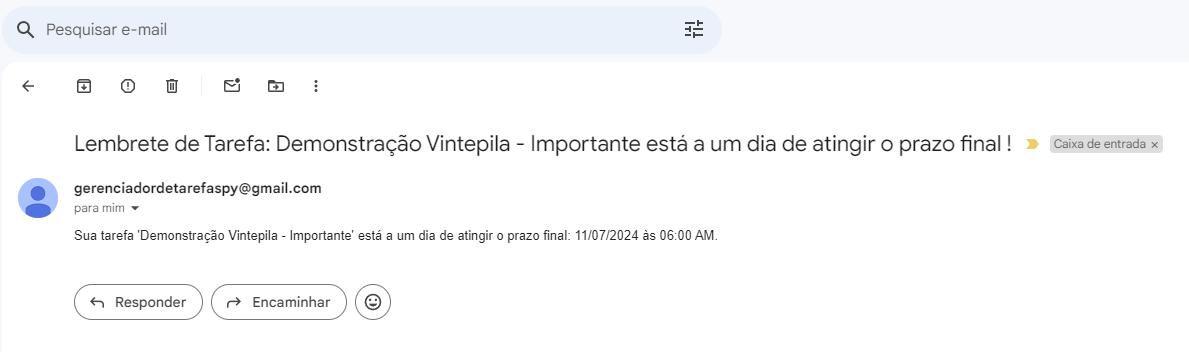 Pesquisar e-mail
Lembrete de Tarefa: Demonstração Vintepila - Importante está a um dia de atingir o prazo final ! Caixa de entrada ×
gerenciadordetarefaspy@gmail.com
para mim
Sua tarefa 'Demonstração Vintepila - Importante' está a um dia de atingir o prazo final: 11/07/2024 às 06:00 AM.
Responder Encaminhar